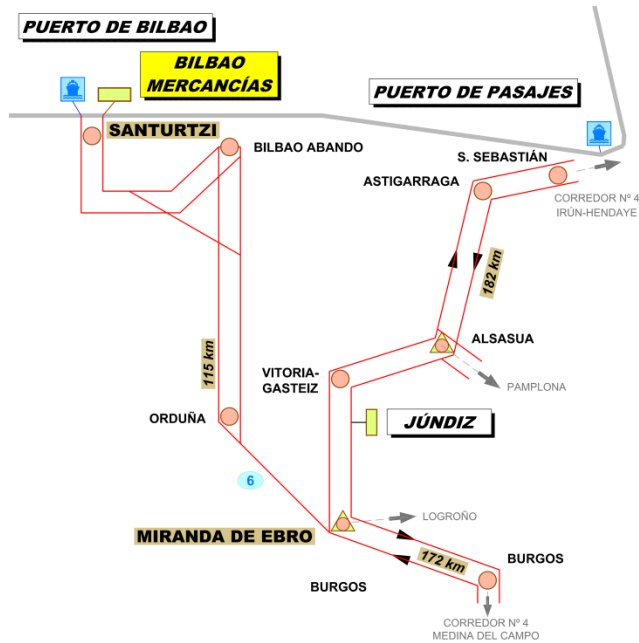 PUERTO DE BILBAO
BILBAO
MERCANCÍAS
PUERTO DE PASAJES
SANTURTZI
BILBAO ABANDO
S. SEBASTIÁN
ASTIGARRAGA
CORREDOR Nº 4
IRÚN-HENDAYE
182 km
ALSASUA
115 km
VITORIA-
GASTEIZ
PAMPLONA
ORDUÑA
JÚNDIZ
6
LOGROÑO
MIRANDA DE EBRO
172 km
BURGOS
BURGOS
CORREDOR Nº 4
MEDINA DEL CAMPO